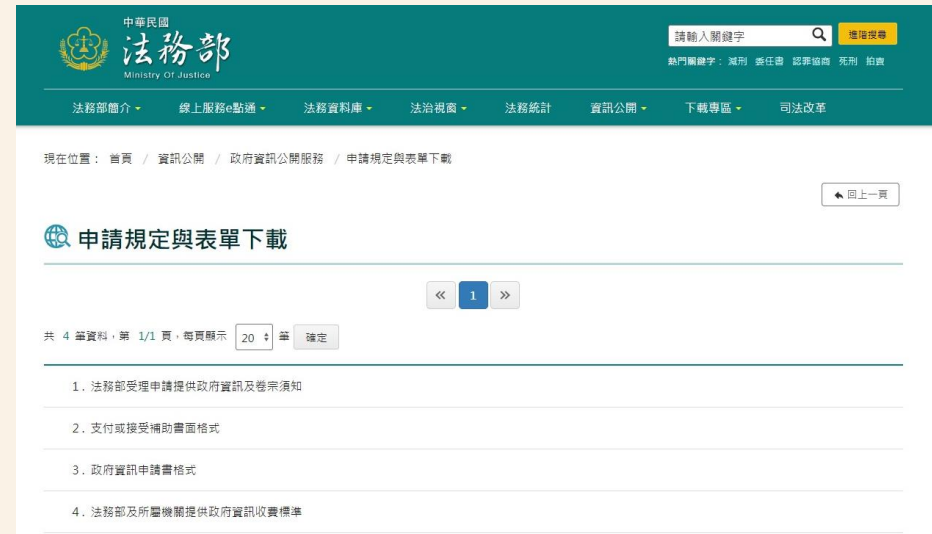 中華民國
法務部
Ministry Of Justice
請輸入關鍵字
進階搜尋
熱門關鍵字： 減刑 委任書 認罪協商 死刑 拍賣
法務部簡介 線上服務e點通 法務資料庫 法治視窗 法務統計 資訊公開 下載專區 司法改革
現在位置： 首頁 / 資訊公開 / 政府資訊公開服務 / 申請規定與表單下載
回上一頁
申請規定與表單下載
« 1 »
共 4 筆資料，第 1/1 頁，每頁顯示 20 筆 確定
1. 法務部受理申請提供政府資訊及卷宗須知
2. 支付或接受補助書面格式
3. 政府資訊申請書格式
4. 法務部及所屬機關提供政府資訊收費標準